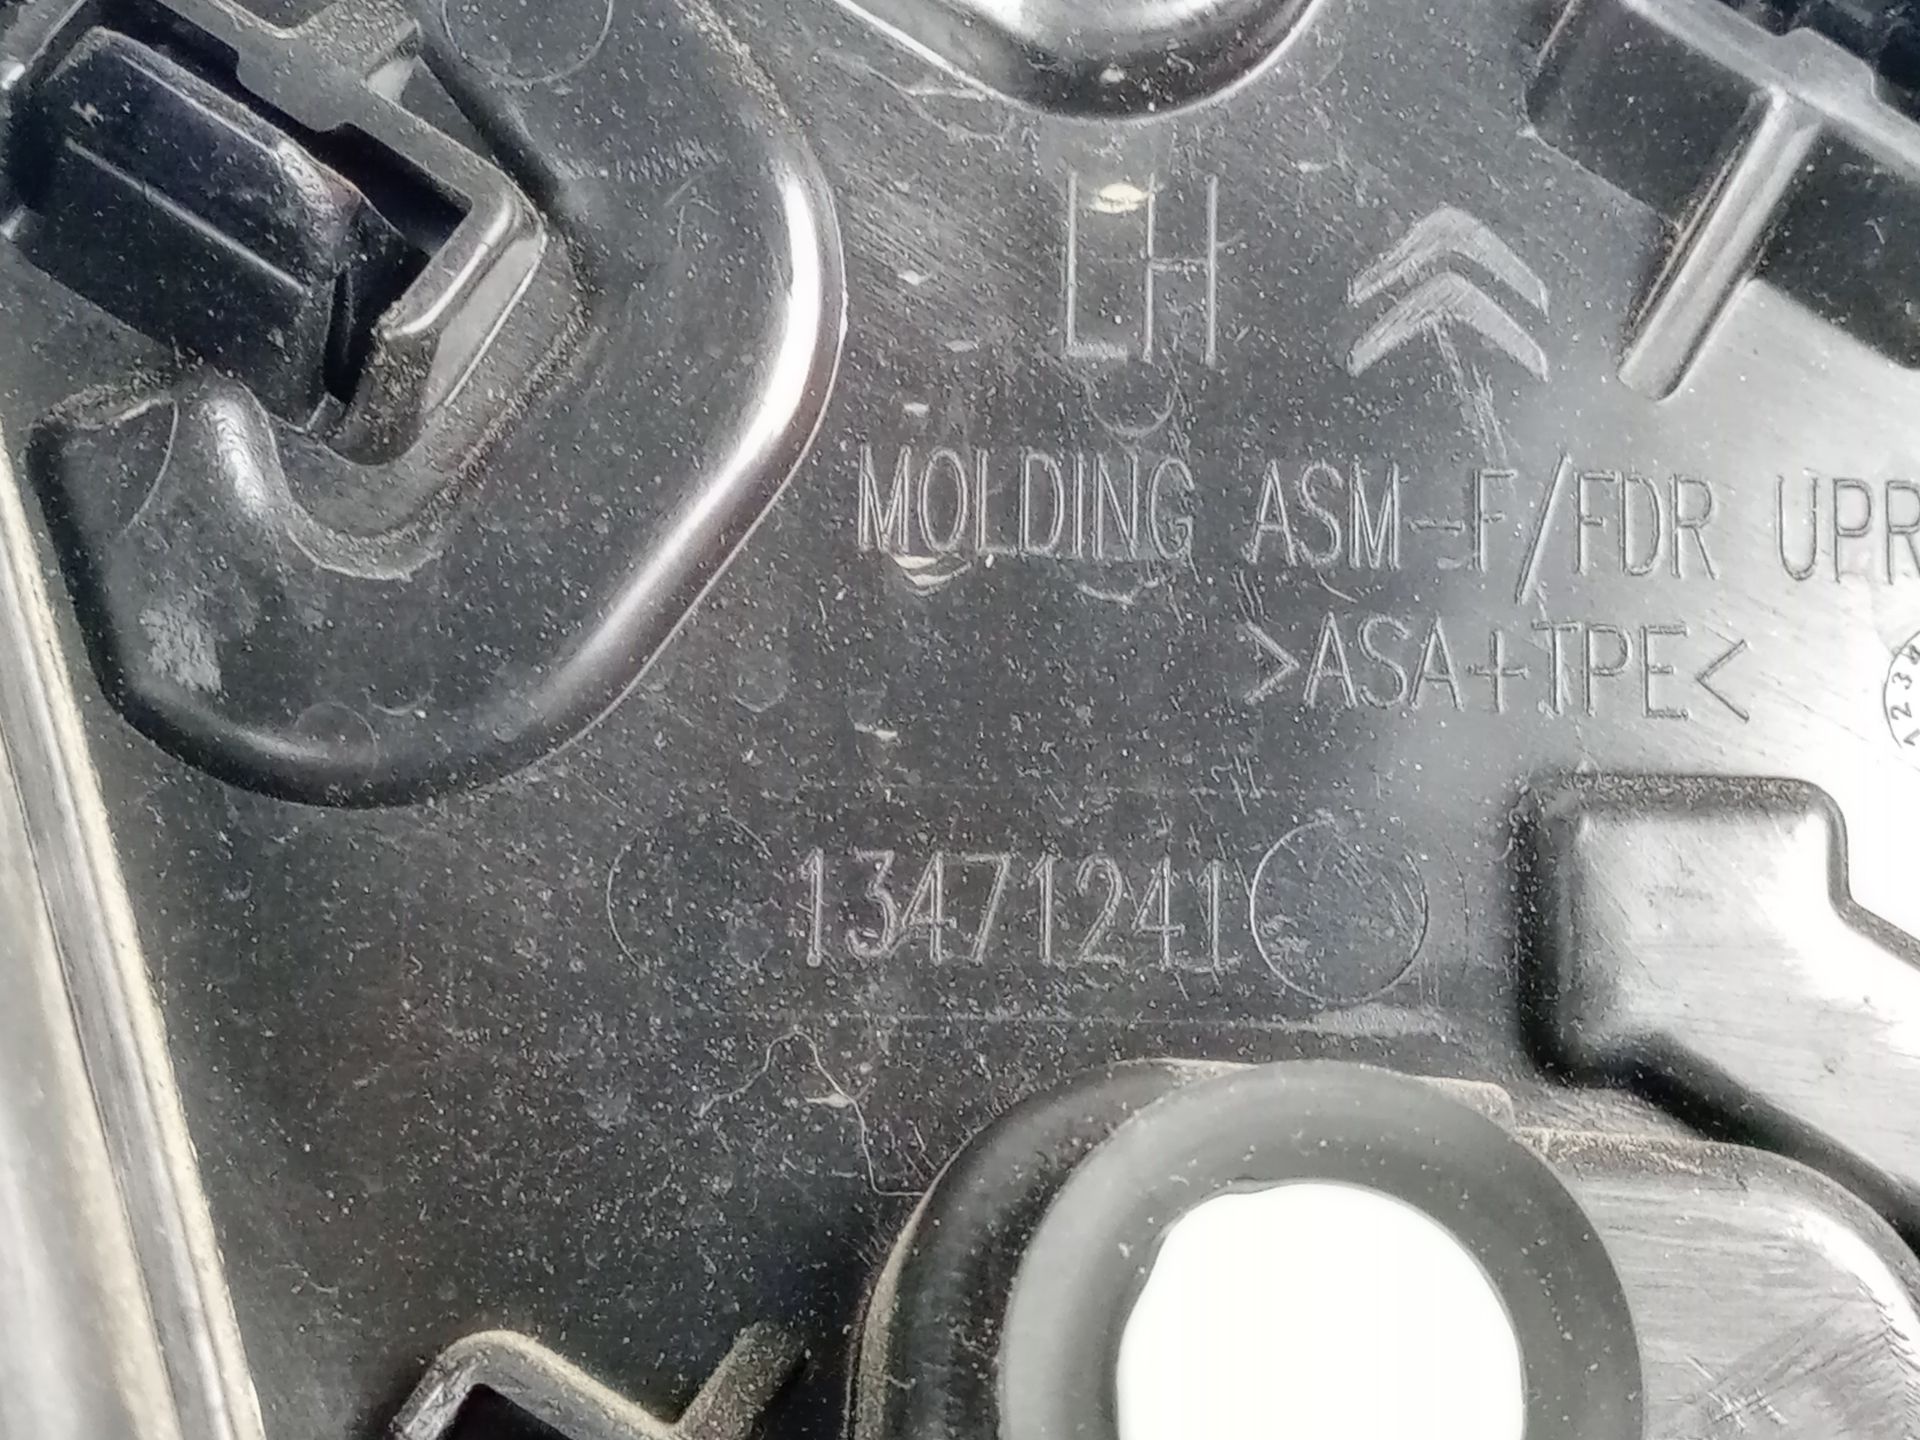 LH
MOLDING ASM-F/FDR UPR
>ASA+TPE<
13471241